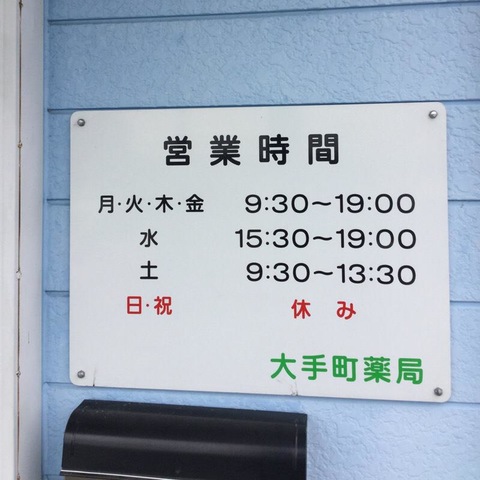 営業時間
月・火・木・金 9:30～19:00
水 15:30～19:00
土 9:30～13:30
日・祝 休み
大手町薬局